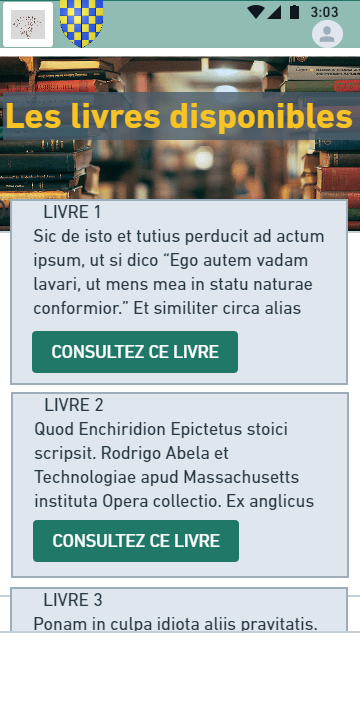 3:03
Les livres disponibles
LIVRE 1
Sic de isto et tutius perducit ad actum
ipsum, ut si dico “Ego autem vadam
lavari, ut mens mea in statu naturae
conformior.” Et similiter circa alias
CONSULTEZ CE LIVRE
LIVRE 2
Quod Enchiridion Epictetus stoici
scripsit. Rodrigo Abela et
Technologiae apud Massachusetts
instituta Opera collectio. Ex anglicus
CONSULTEZ CE LIVRE
LIVRE 3
Ponam in culpa idiota aliis pravitatis.